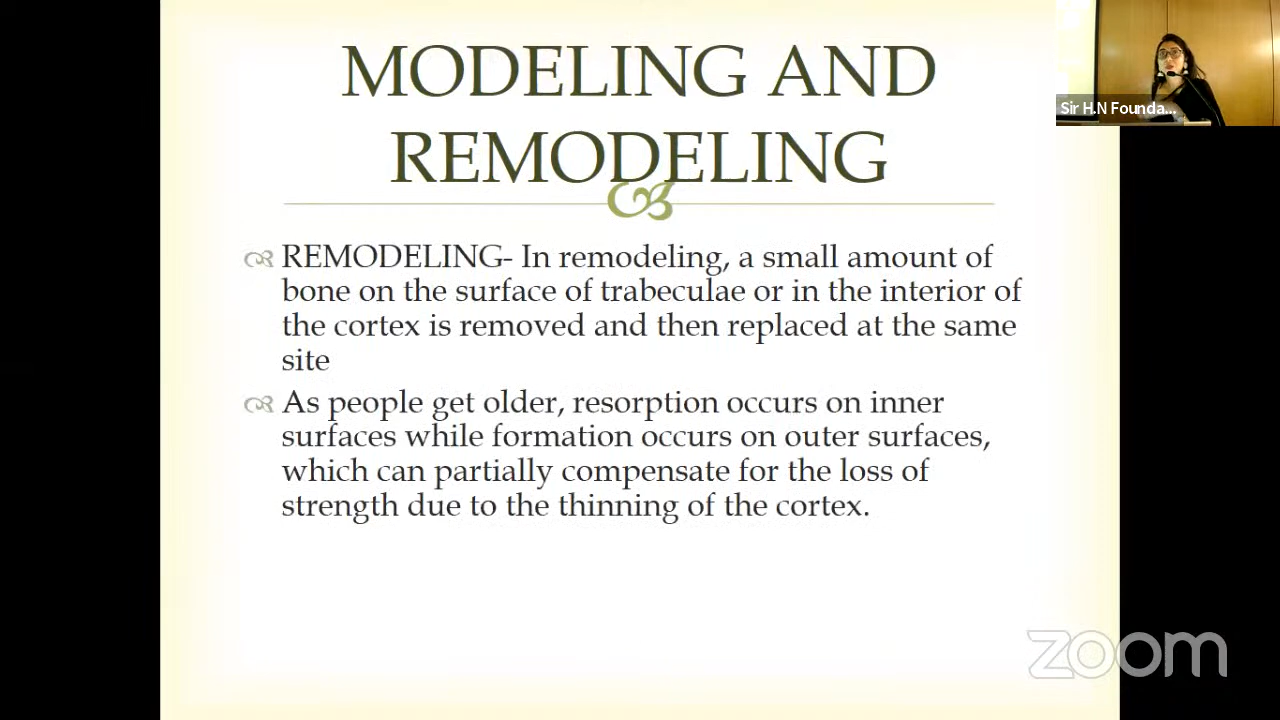 MODELING AND
REMODELING
REMODELING- In remodeling, a small amount of
bone on the surface of trabeculae or in the interior of
the cortex is removed and then replaced at the same
site
As people get older, resorption occurs on inner
surfaces while formation occurs on outer surfaces,
which can partially compensate for the loss of
strength due to the thinning of the cortex.
Sir H.N Founda...
zoom